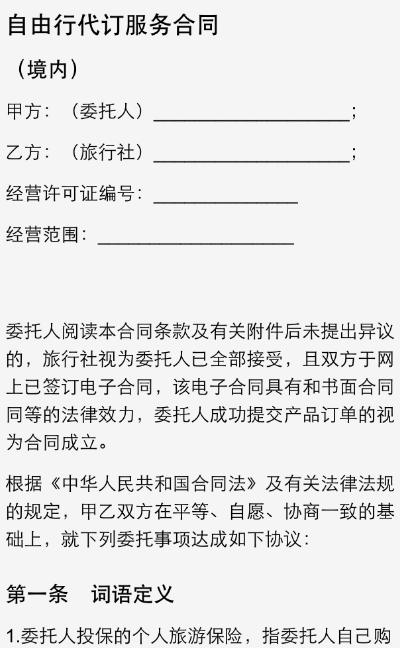 自由行代订服务合同
（境内）
甲方：（委托人）____________________；
乙方：（旅行社）____________________；
经营许可证编号：_______________
经营范围：____________________
委托人阅读本合同条款及有关附件后未提出异议
的，旅行社视为委托人已全部接受，且双方于网
上已签订电子合同，该电子合同具有和书面合同
同等的法律效力，委托人成功提交产品订单的视
为合同成立。
根据《中华人民共和国合同法》及有关法律法规
的规定，甲乙双方在平等、自愿、协商一致的基
础上，就下列委托事项达成如下协议：
第一条　词语定义
1.委托人投保的个人旅游保险，指委托人自己购